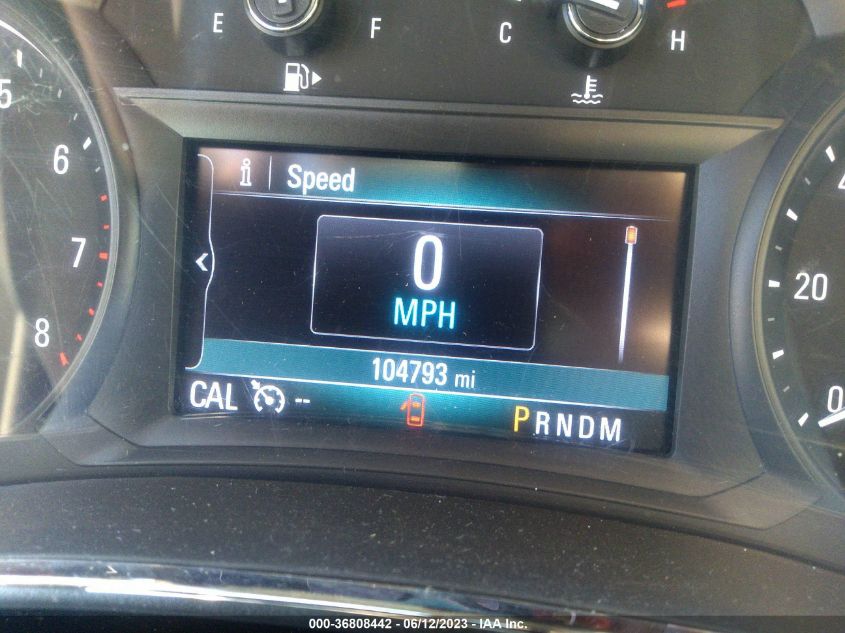 E F C H
5
6
7
8
i Speed
<
0
MPH
104793 mi
CAL -- PRNDM
20
0
000-36808442 - 06/12/2023 - IAA Inc.